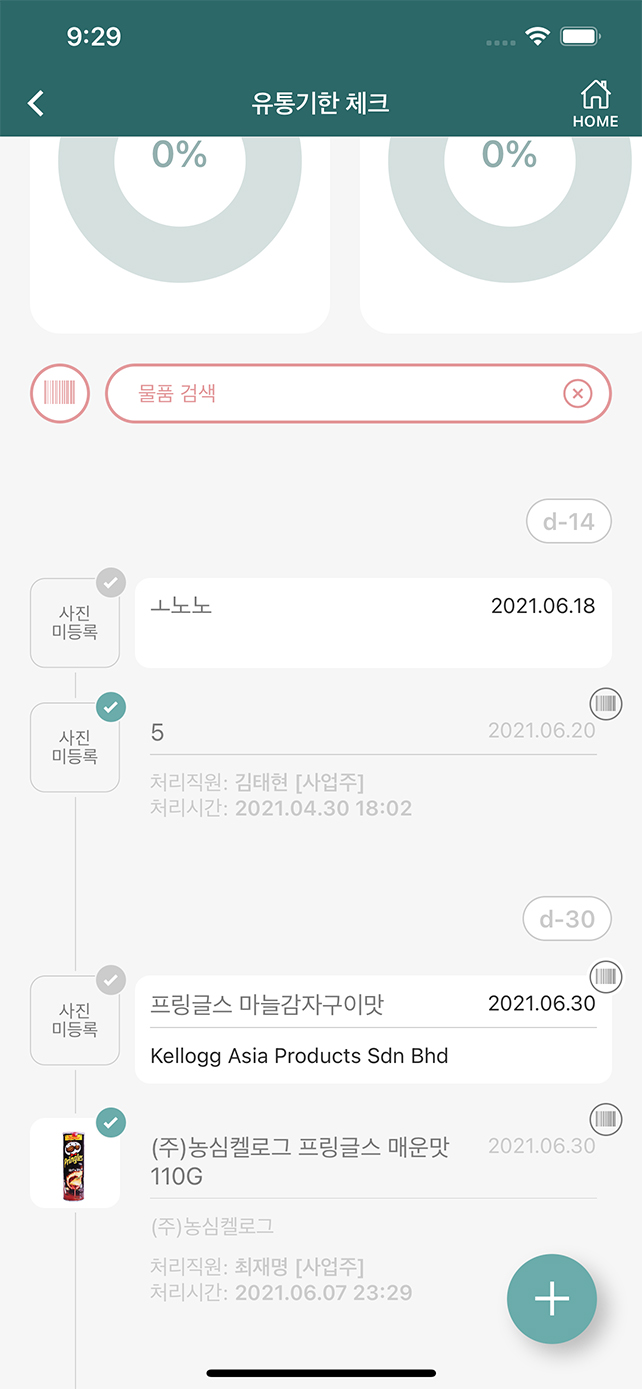 9:29
유통기한 체크
HOME
0%
0%
물품 검색
d-14
사진
미등록
ㅗ노노
2021.06.18
사진
미등록
5
2021.06.20
처리직원: 김태현 [사업주]
처리시간: 2021.04.30 18:02
d-30
사진
미등록
프링글스 마늘감자구이맛
2021.06.30
Kellogg Asia Products Sdn Bhd
Pringles
(주)농심켈로그 프링글스 매운맛
110G
2021.06.30
(주)농심켈로그
처리직원: 최재명 [사업주]
처리시간: 2021.06.07 23:29